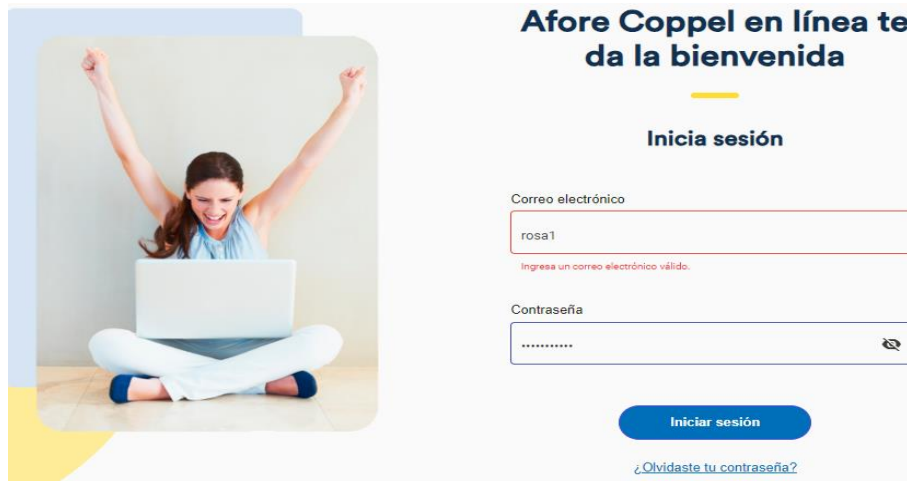 Afore Coppel en línea te
da la bienvenida
Inicia sesión
Correo electrónico
rosa1
Ingresa un correo electrónico válido.
Contraseña
•••••••••••
Iniciar sesión
¿Olvidaste tu contraseña?